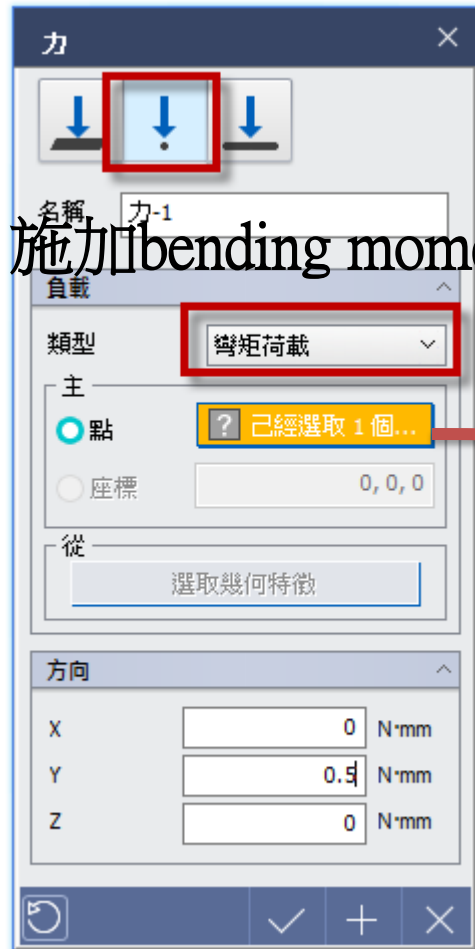 力
名稱 力-1
施加bending mome
負載
類型 彎矩荷載
主
點 ? 已經選取 1 個...
座標 0, 0, 0
從
選取幾何特徵
方向
X 0 N·mm
Y 0.5 N·mm
Z 0 N·mm